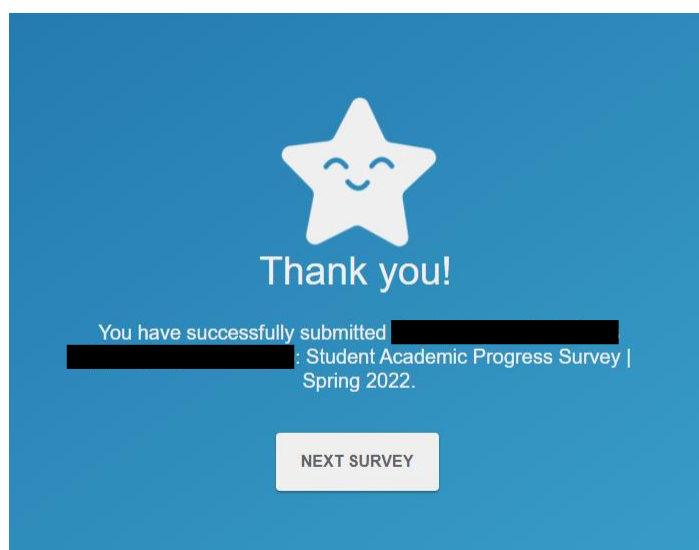 Thank you!
You have successfully submitted
: Student Academic Progress Survey |
Spring 2022.
NEXT SURVEY